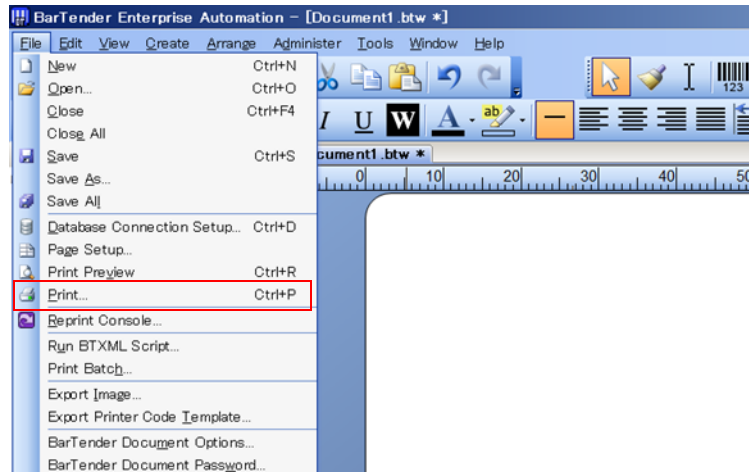 BarTender Enterprise Automation - [Document1.btw *]
File Edit View Create Arrange Administer Tools Window Help
New Ctrl+N
Open... Ctrl+O
Close Ctrl+F4
Close All
Save Ctrl+S
Save As...
Save All
Database Connection Setup... Ctrl+D
Page Setup...
Print Preview Ctrl+R
Print... Ctrl+P
Reprint Console...
Run BTXML Script...
Print Batch...
Export Image...
Export Printer Code Template...
BarTender Document Options...
BarTender Document Password...
123
I U W A ab
cument1.btw *
0 10 20 30 40 50